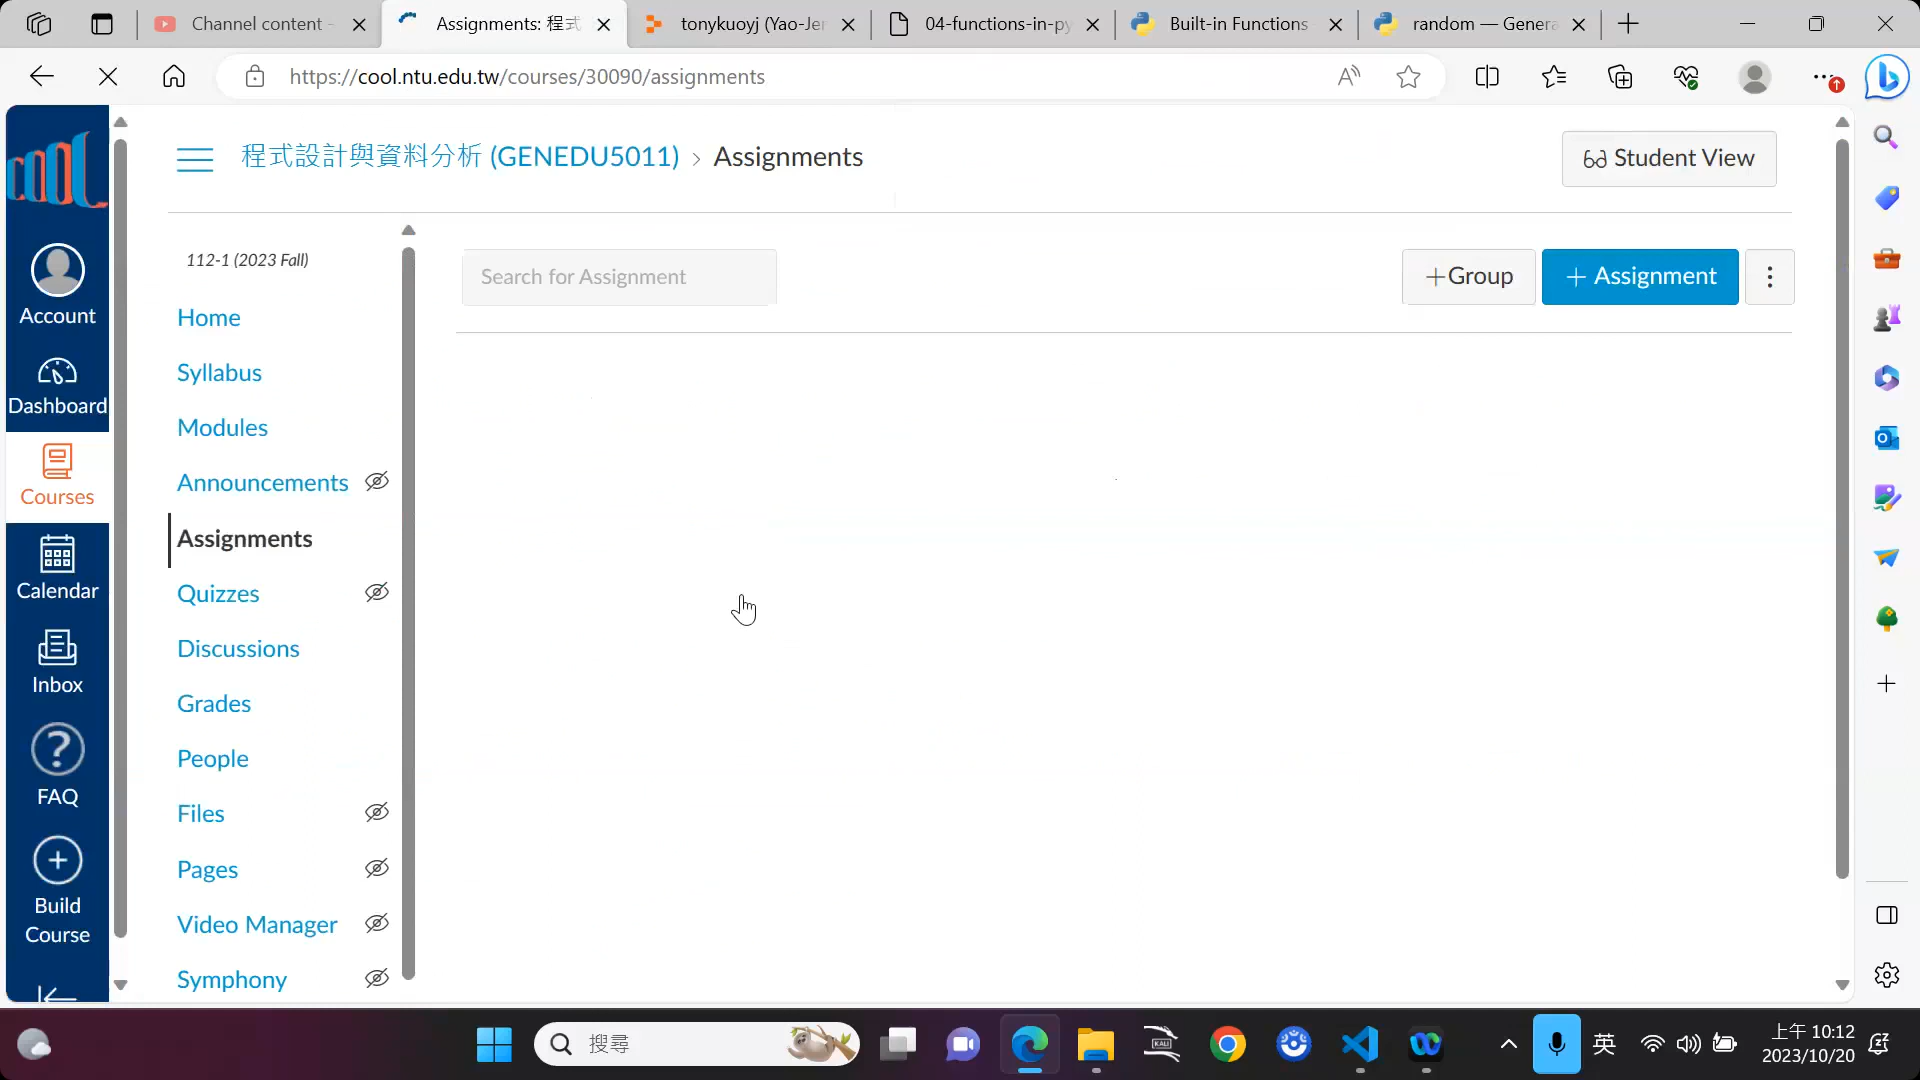 Channel content -
Assignments: 程式
tonykuoyj (Yao-Jer
04-functions-in-py
Built-in Functions
random — Genera
https://cool.ntu.edu.tw/courses/30090/assignments
COOL
程式設計與資料分析 (GENEDU5011) › Assignments
Student View
112-1 (2023 Fall)
Search for Assignment
+Group
+ Assignment
Account
Dashboard
Courses
Calendar
Inbox
FAQ
Build
Course
Home
Syllabus
Modules
Announcements
Assignments
Quizzes
Discussions
Grades
People
Files
Pages
Video Manager
Symphony
搜尋
KALI
英
上午 10:12
2023/10/20